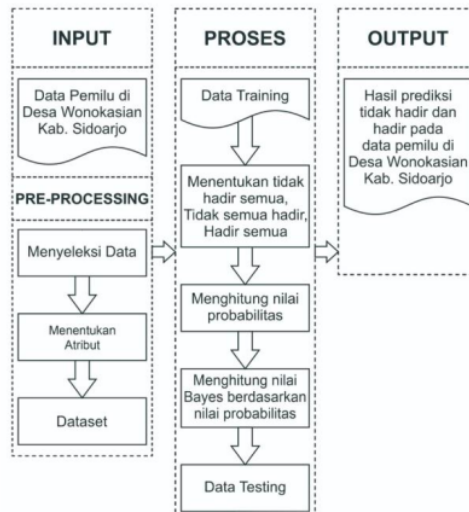 INPUT
Data Pemilu di
Desa Wonokasian
Kab. Sidoarjo
PRE-PROCESSING
Menyeleksi Data
Menentukan
Atribut
Dataset
PROSES
Data Training
Menentukan tidak
hadir semua,
Tidak semua hadir,
Hadir semua
Menghitung nilai
probabilitas
Menghitung nilai
Bayes berdasarkan
nilai probabilitas
Data Testing
OUTPUT
Hasil prediksi
tidak hadir dan
hadir pada
data pemilu di
Desa Wonokasian
Kab. Sidoarjo